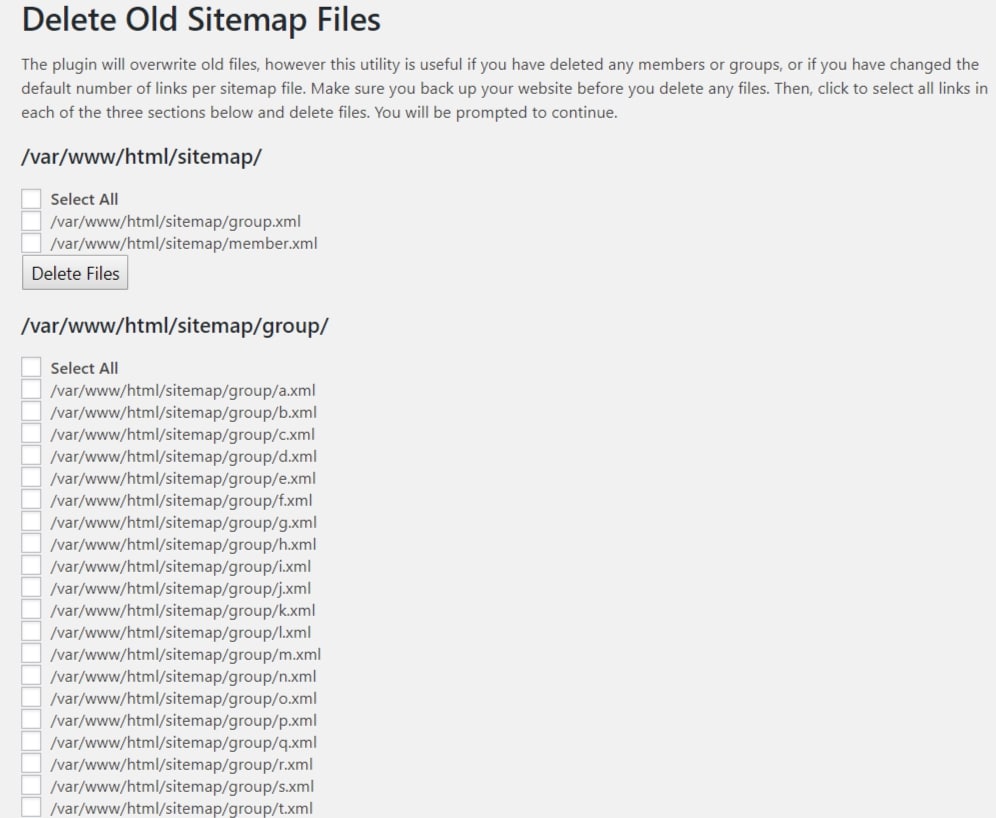 Delete Old Sitemap Files
The plugin will overwrite old files, however this utility is useful if you have deleted any members or groups, or if you have changed the
default number of links per sitemap file. Make sure you back up your website before you delete any files. Then, click to select all links in
each of the three sections below and delete files. You will be prompted to continue.
/var/www/html/sitemap/
Select All
/var/www/html/sitemap/group.xml
/var/www/html/sitemap/member.xml
Delete Files
/var/www/html/sitemap/group/
Select All
/var/www/html/sitemap/group/a.xml
/var/www/html/sitemap/group/b.xml
/var/www/html/sitemap/group/c.xml
/var/www/html/sitemap/group/d.xml
/var/www/html/sitemap/group/e.xml
/var/www/html/sitemap/group/f.xml
/var/www/html/sitemap/group/g.xml
/var/www/html/sitemap/group/h.xml
/var/www/html/sitemap/group/i.xml
/var/www/html/sitemap/group/j.xml
/var/www/html/sitemap/group/k.xml
/var/www/html/sitemap/group/l.xml
/var/www/html/sitemap/group/m.xml
/var/www/html/sitemap/group/n.xml
/var/www/html/sitemap/group/o.xml
/var/www/html/sitemap/group/p.xml
/var/www/html/sitemap/group/q.xml
/var/www/html/sitemap/group/r.xml
/var/www/html/sitemap/group/s.xml
/var/www/html/sitemap/group/t.xml